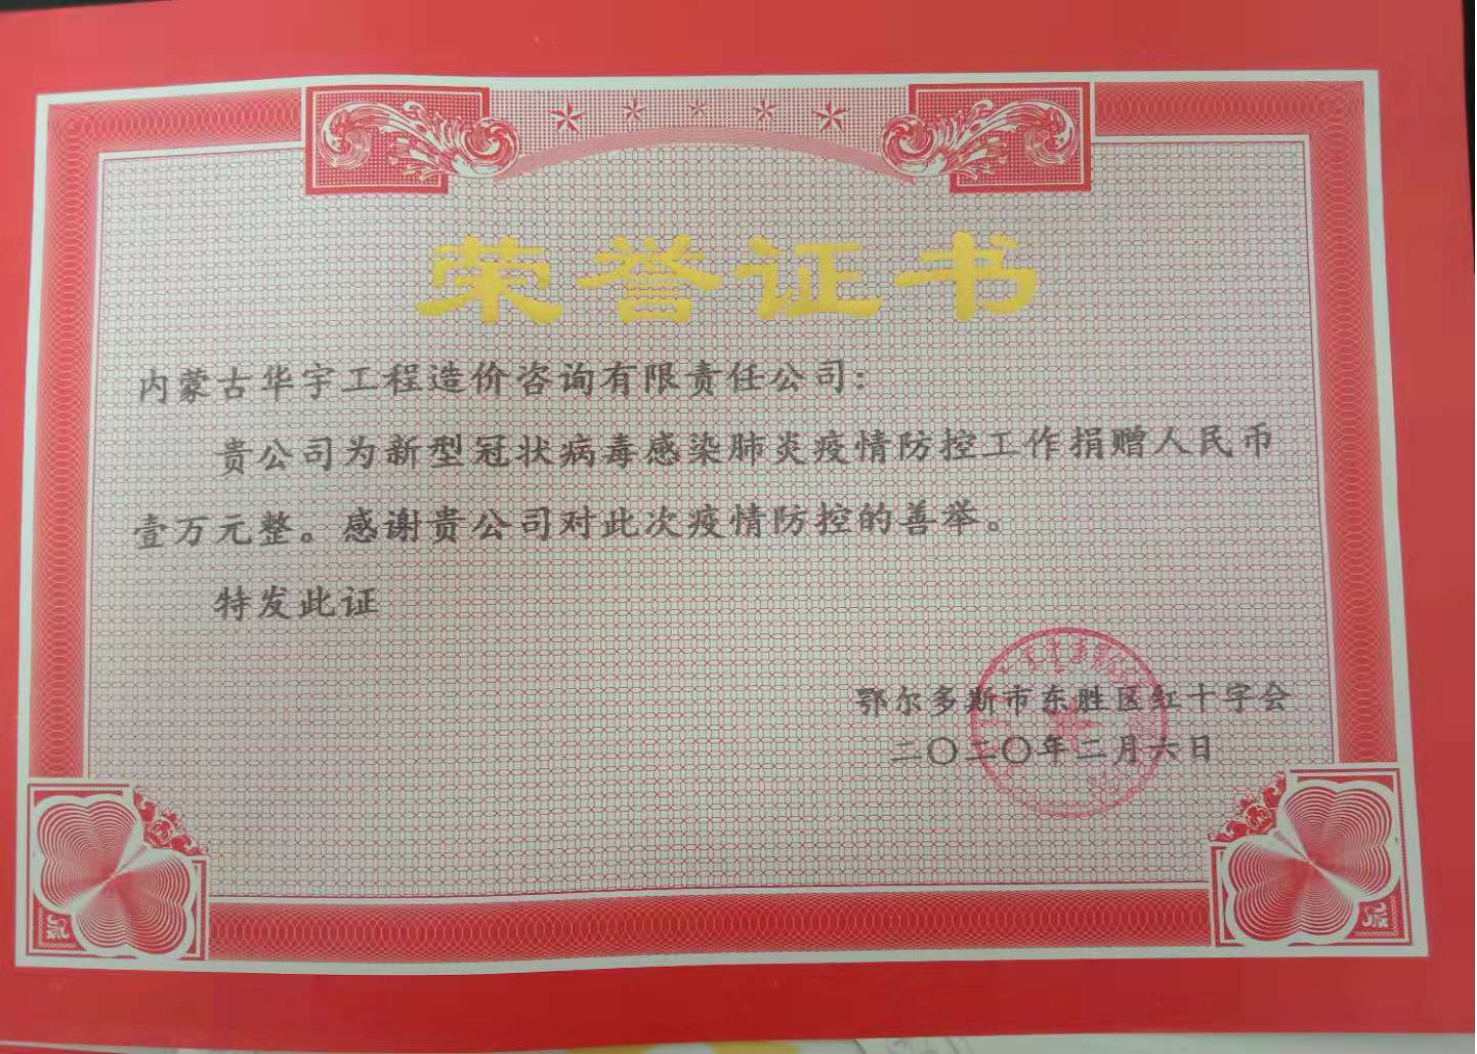 荣誉证书
内蒙古华宇工程造价咨询有限责任公司：
贵公司为新型冠状病毒感染肺炎疫情防控工作捐赠人民币
壹万元整。感谢贵公司对此次疫情防控的善举。
特发此证
鄂尔多斯市东胜区红十字会
二〇二〇年二月六日